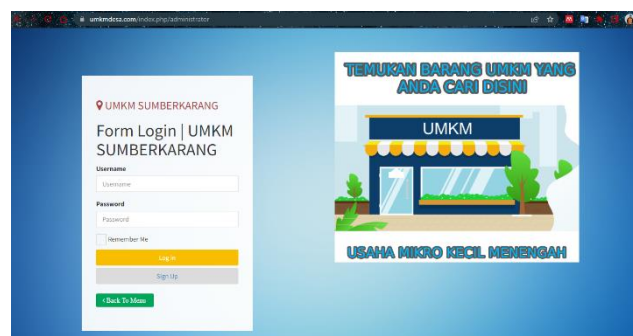 umkmdesa.com/index.php/administrator
UMKM SUMBERKARANG
Form Login | UMKM
SUMBERKARANG
Username
Username
Password
Password
Remember Me
Log in
Sign Up
Back To Menu
TEMUKAN BARANG UMKM YANG
ANDA CARI DISINI
UMKM
USAHA MIKRO KECIL MENENGAH